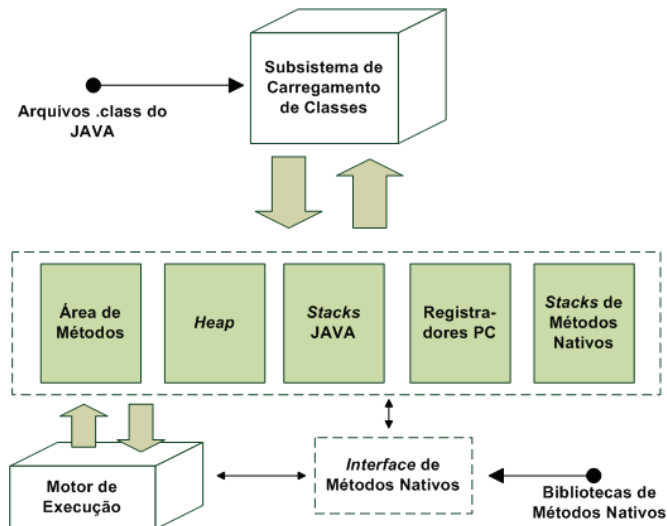 Subsistema de
Carregamento
de Classes
Arquivos .class do
JAVA
Área de
Métodos
Heap
Stacks
JAVA
Registra-
dores PC
Stacks de
Métodos
Nativos
Motor de
Execução
Interface de
Métodos Nativos
Bibliotecas de
Métodos Nativos